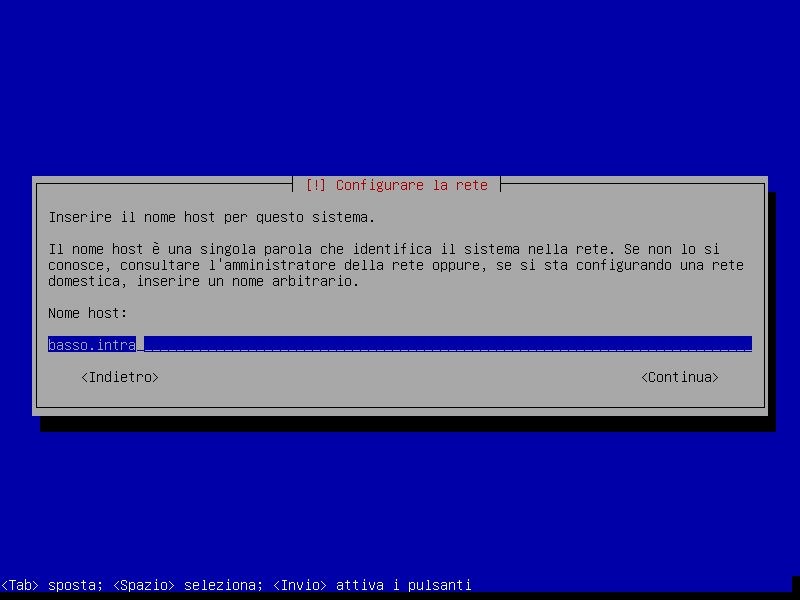 [!] Configurare la rete
Inserire il nome host per questo sistema.
Il nome host è una singola parola che identifica il sistema nella rete. Se non lo si
conosce, consultare l'amministratore della rete oppure, se si sta configurando una rete
domestica, inserire un nome arbitrario.
Nome host:
basso.intra
<Indietro> <Continua>
<Tab> sposta; <Spazio> seleziona; <Invio> attiva i pulsanti